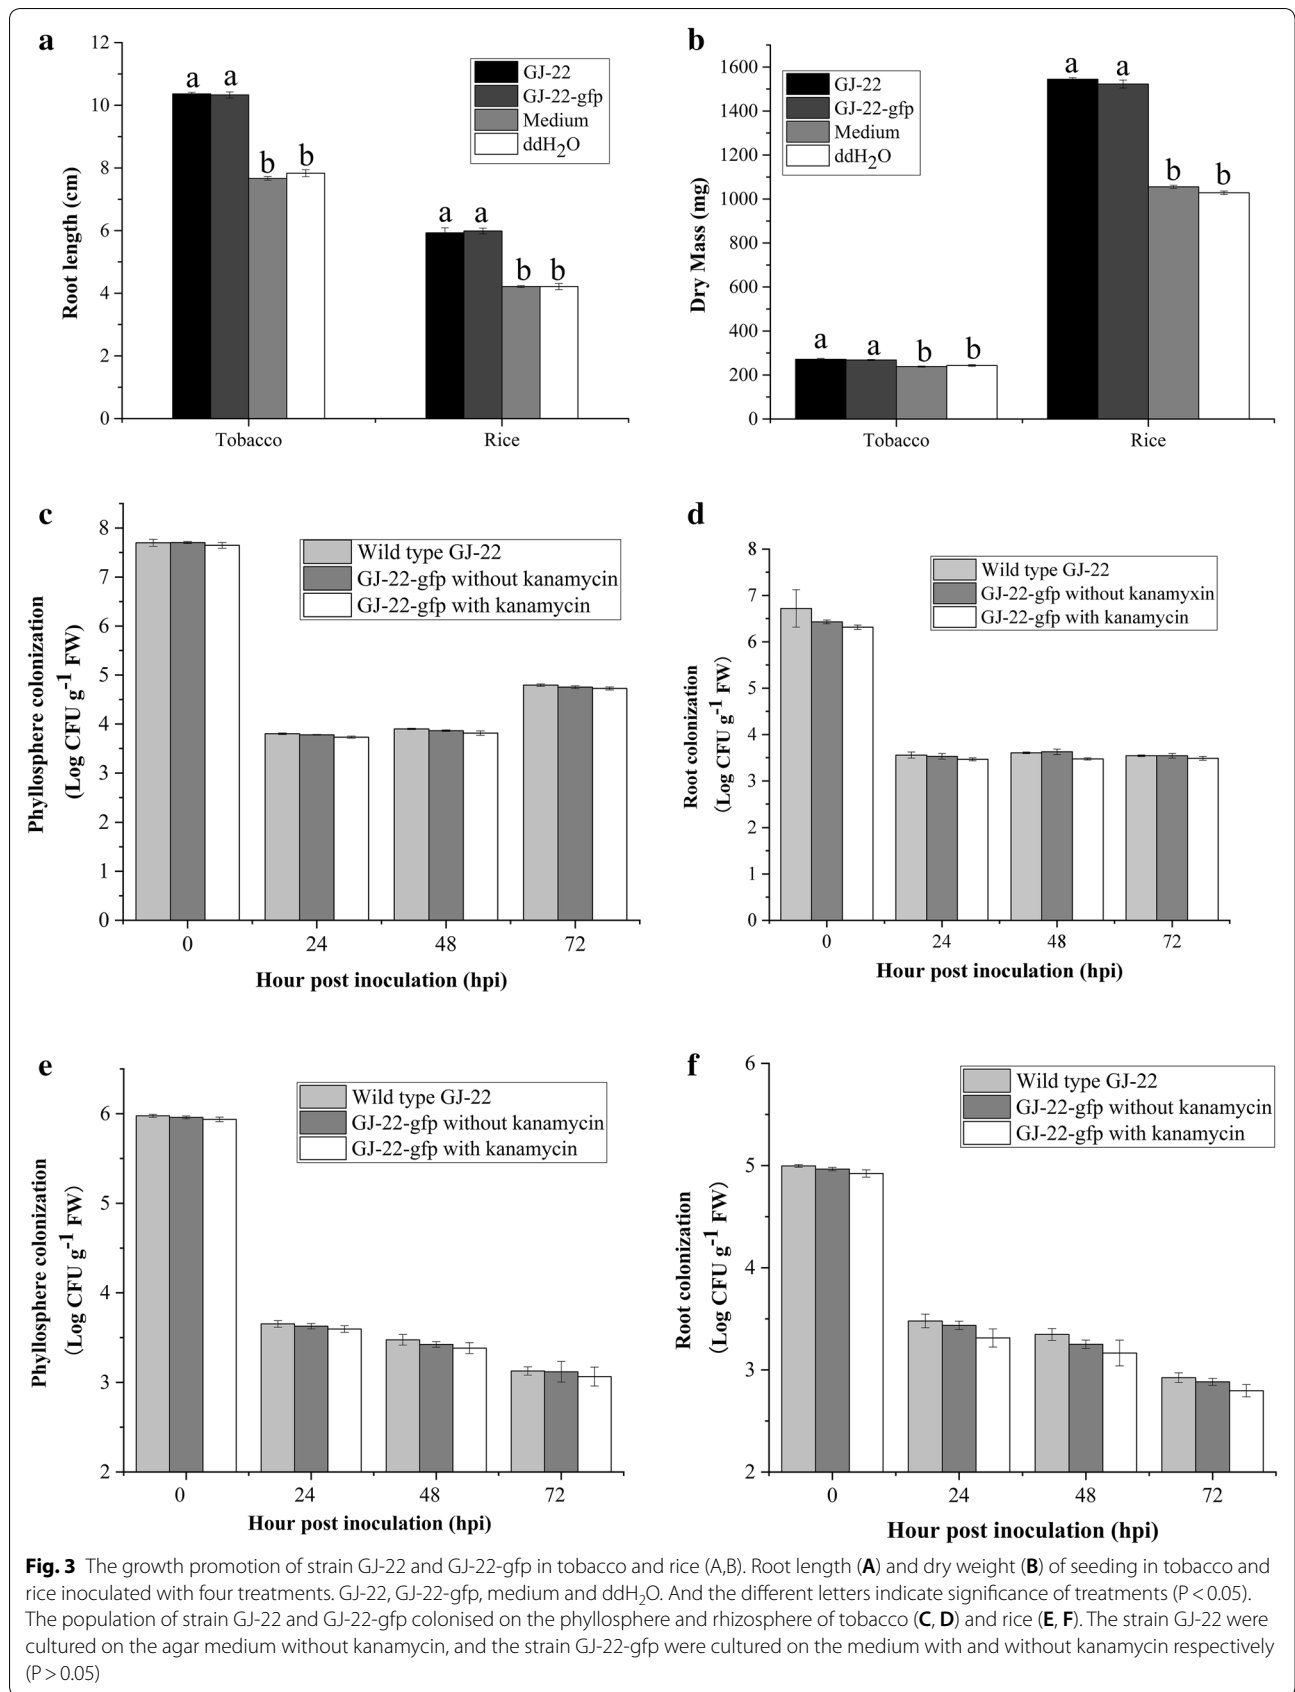 a
12
10
8
6
4
2
0
Root length (cm)
a a
b b
a a
b b
GJ-22
GJ-22-gfp
Medium
ddH2O
Tobacco Rice
b
1600
1400
1200
1000
800
600
400
200
0
Dry Mass (mg)
GJ-22
GJ-22-gfp
Medium
ddH2O
a a b b
a a
b b
Tobacco Rice
c
8
7
6
5
4
3
2
1
0
Phyllosphere colonization
(Log CFU g-1 FW)
Wild type GJ-22
GJ-22-gfp without kanamycin
GJ-22-gfp with kanamycin
0 24 48 72
Hour post inoculation (hpi)
d
8
7
6
5
4
3
2
1
0
Root colonization
(Log CFU g-1 FW)
Wild type GJ-22
GJ-22-gfp without kanamyxin
GJ-22-gfp with kanamycin
0 24 48 72
Hour post inoculation (hpi)
e
6
5
4
3
2
Phyllosphere colonization
(Log CFU g-1 FW)
Wild type GJ-22
GJ-22-gfp without kanamycin
GJ-22-gfp with kanamycin
0 24 48 72
Hour post inoculation (hpi)
f
6
5
4
3
2
Root colonization
(Log CFU g-1 FW)
Wild type GJ-22
GJ-22-gfp without kanamycin
GJ-22-gfp with kanamycin
0 24 48 72
Hour post inoculation (hpi)
Fig. 3 The growth promotion of strain GJ-22 and GJ-22-gfp in tobacco and rice (A,B). Root length (A) and dry weight (B) of seeding in tobacco and
rice inoculated with four treatments. GJ-22, GJ-22-gfp, medium and ddH2O. And the different letters indicate significance of treatments (P < 0.05).
The population of strain GJ-22 and GJ-22-gfp colonised on the phyllosphere and rhizosphere of tobacco (C, D) and rice (E, F). The strain GJ-22 were
cultured on the agar medium without kanamycin, and the strain GJ-22-gfp were cultured on the medium with and without kanamycin respectively
(P > 0.05)